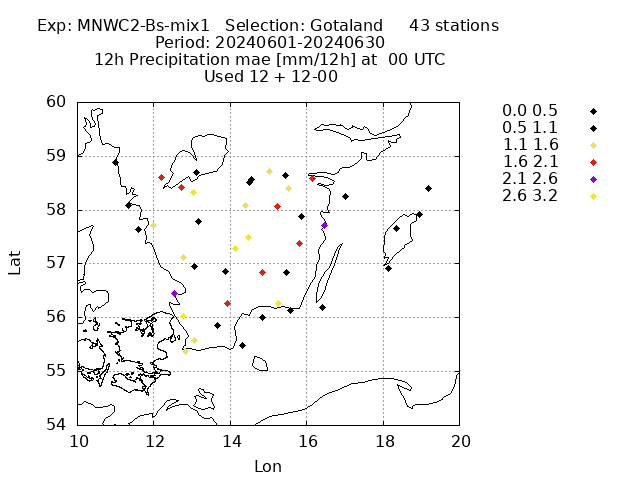 Exp: MNWC2-Bs-mix1   Selection: Gotaland     43 stations
Period: 20240601-20240630
12h Precipitation mae [mm/12h] at  00 UTC
Used 12 + 12-00
0.0 0.5
0.5 1.1
1.1 1.6
1.6 2.1
2.1 2.6
2.6 3.2
60
59
58
57
56
55
54
Lat
10 12 14 16 18 20
Lon